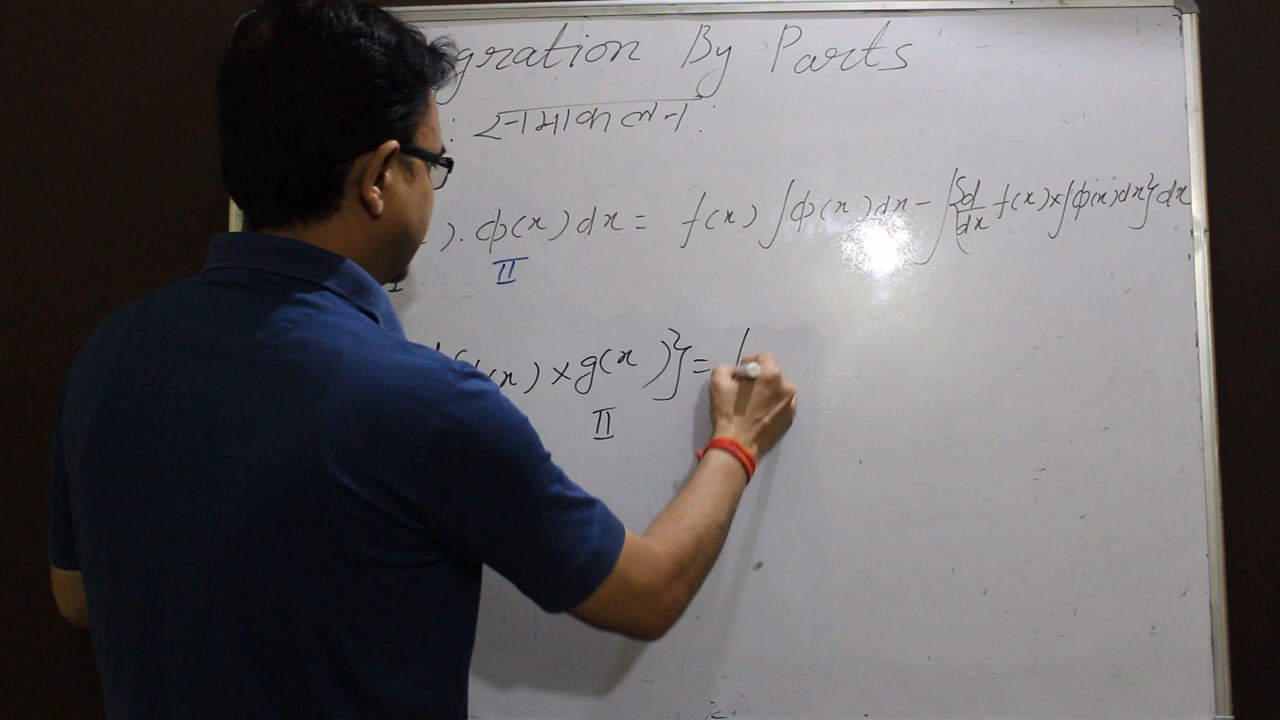 gration By Parts
: समाकलन :
). φ(x) dx = f(x) ∫φ(x)dx - ∫{d/dx f(x)×∫φ(x)dx}dx
I II
(x) × g(x)} =
II